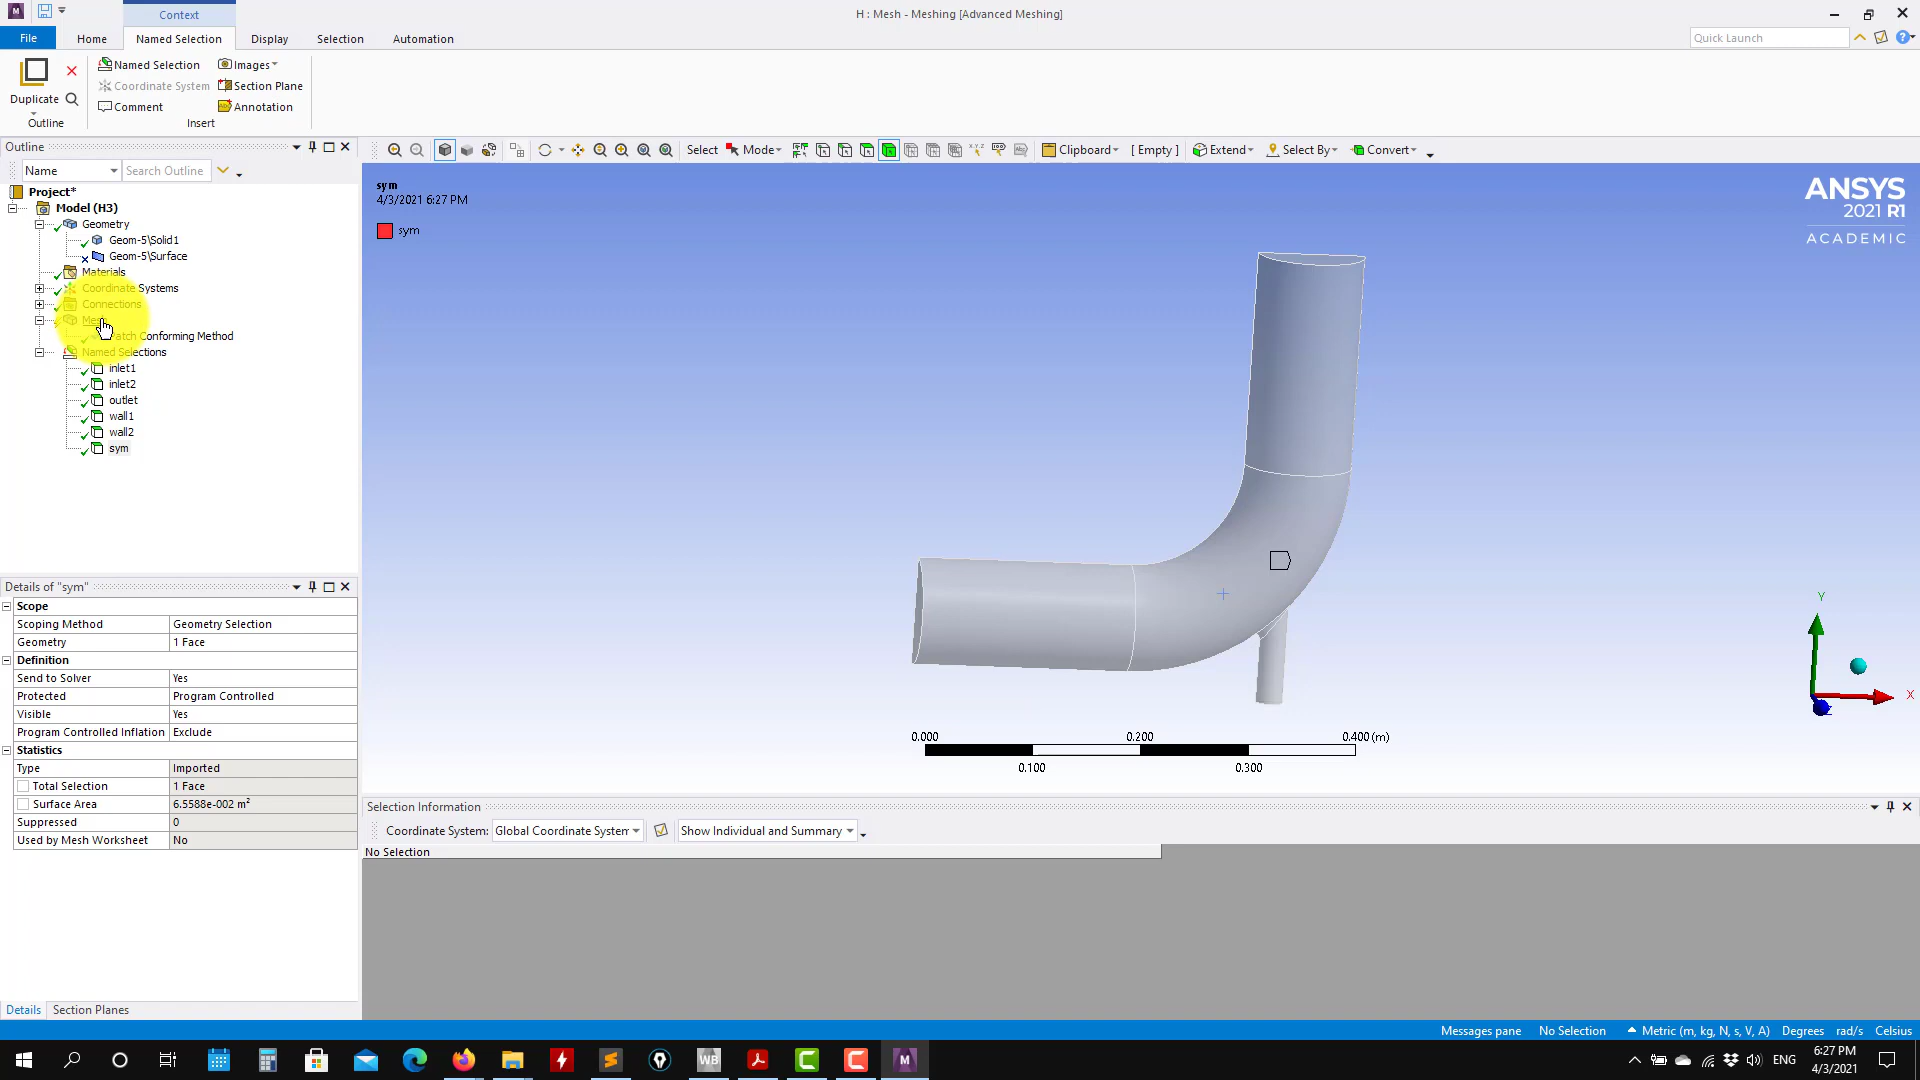 Context
H : Mesh - Meshing [Advanced Meshing]
File
Home
Named Selection
Display
Selection
Automation
Quick Launch
Duplicate
Outline
Named Selection
Images
Coordinate System
Section Plane
Comment
Annotation
Insert
Outline
Name
Search Outline
Select
Mode
Clipboard
[ Empty ]
Extend
Select By
Convert
Project*
Model (H3)
Geometry
Geom-5\Solid1
Geom-5\Surface
Materials
Coordinate Systems
Connections
Patch Conforming Method
Named Selections
inlet1
inlet2
outlet
wall1
wall2
sym
sym
4/3/2021 6:27 PM
sym
ANSYS
2021 R1
ACADEMIC
Y
X
0.000
0.200
0.400 (m)
0.100
0.300
Details of "sym"
Scope
Scoping Method
Geometry Selection
Geometry
1 Face
Definition
Send to Solver
Yes
Protected
Program Controlled
Visible
Yes
Program Controlled Inflation
Exclude
Statistics
Type
Imported
Total Selection
1 Face
Surface Area
6.5588e-002 m²
Suppressed
0
Used by Mesh Worksheet
No
Details
Section Planes
Selection Information
Coordinate System:
Global Coordinate System
Show Individual and Summary
No Selection
Messages pane
No Selection
Metric (m, kg, N, s, V, A)
Degrees
rad/s
Celsius
WB
M
ENG
6:27 PM
4/3/2021